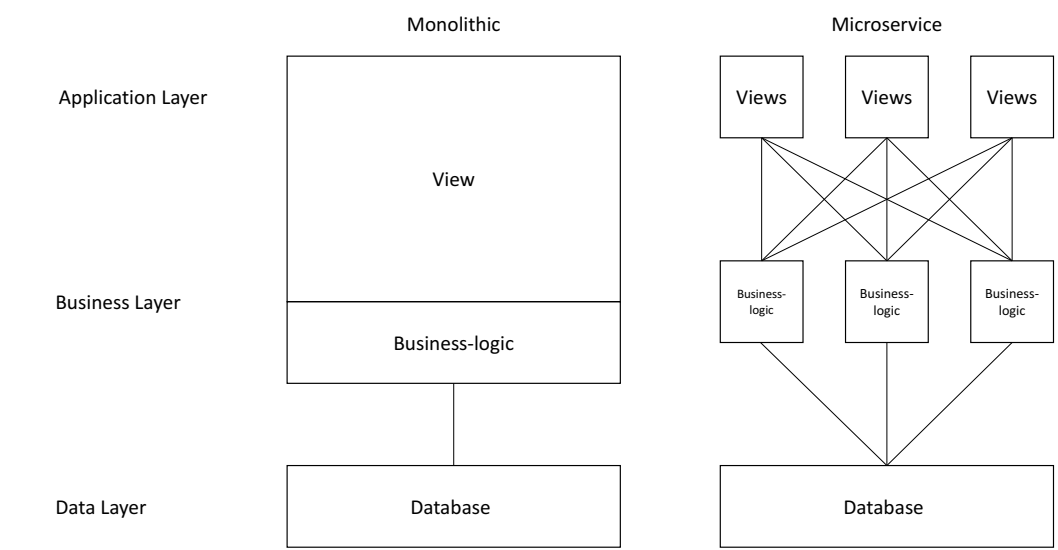 Monolithic
Microservice
Application Layer
View
Views
Views
Views
Business Layer
Business-logic
Business-
logic
Business-
logic
Business-
logic
Data Layer
Database
Database